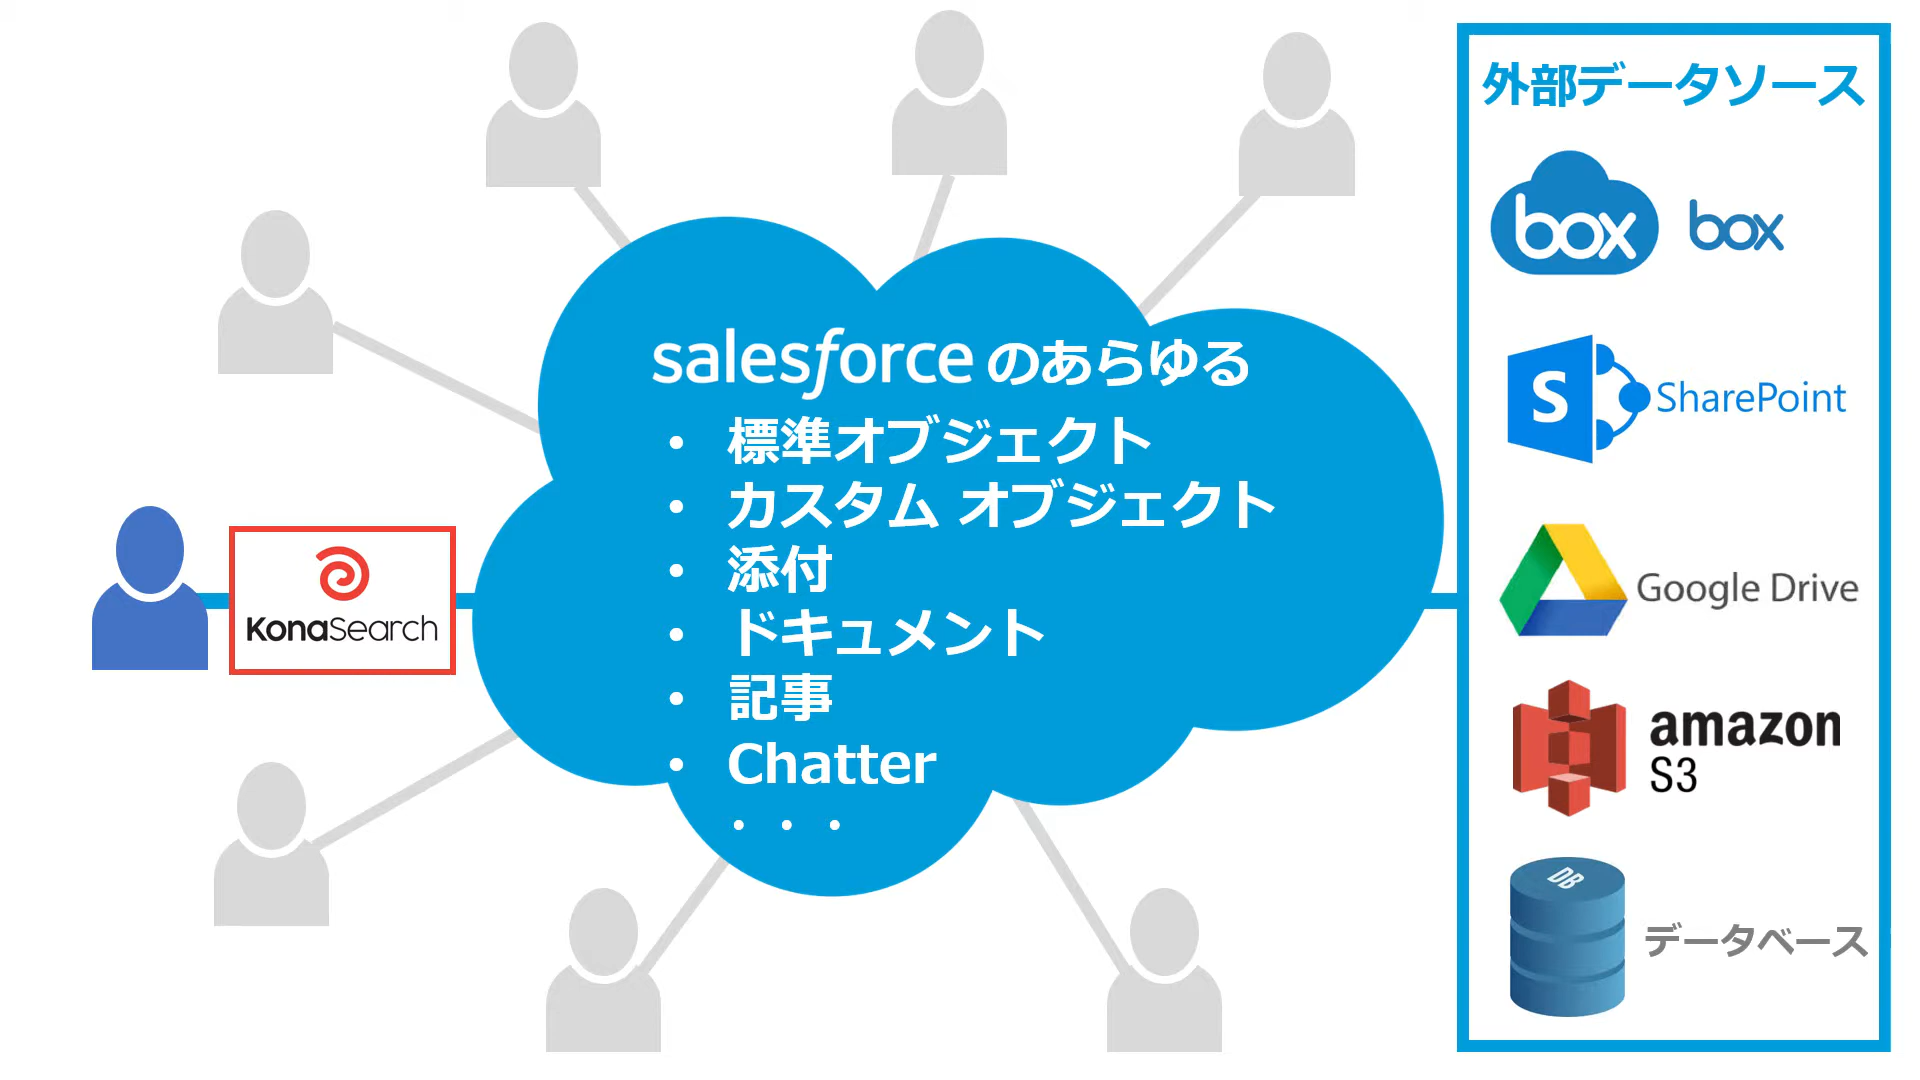 外部データソース
box box
SharePoint
S
Google Drive
amazon
S3
DB
データベース
salesforce のあらゆる
• 標準オブジェクト
• カスタム オブジェクト
• 添付
• ドキュメント
• 記事
• Chatter
・・・
KonaSearch